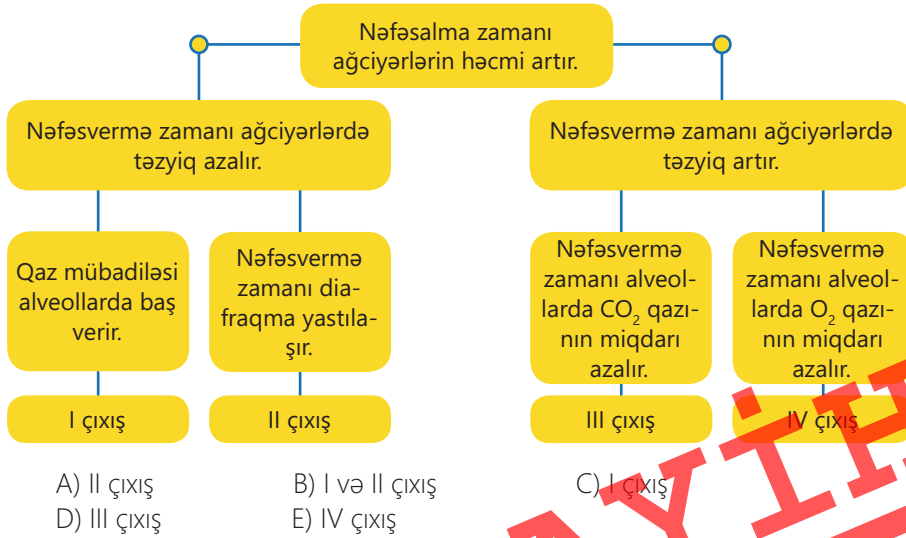 Nəfəsalma zamanı
ağciyərlərin həcmi artır.
Nəfəsvermə zamanı ağciyərlərdə
təzyiq azalır.
Nəfəsvermə zamanı ağciyərlərdə
təzyiq artır.
Qaz mübadiləsi
alveollarda baş
verir.
Nəfəsvermə
zamanı dia-
fraqma yastıla-
şır.
Nəfəsvermə
zamanı alveol-
larda CO₂ qazı-
nın miqdarı
azalır.
Nəfəsvermə
zamanı alveol-
larda O₂ qazı-
nın miqdarı
azalır.
I çıxış
II çıxış
III çıxış
IV çıxış
A) II çıxış
B) I və II çıxış
C) I çıxış
D) III çıxış
E) IV çıxış